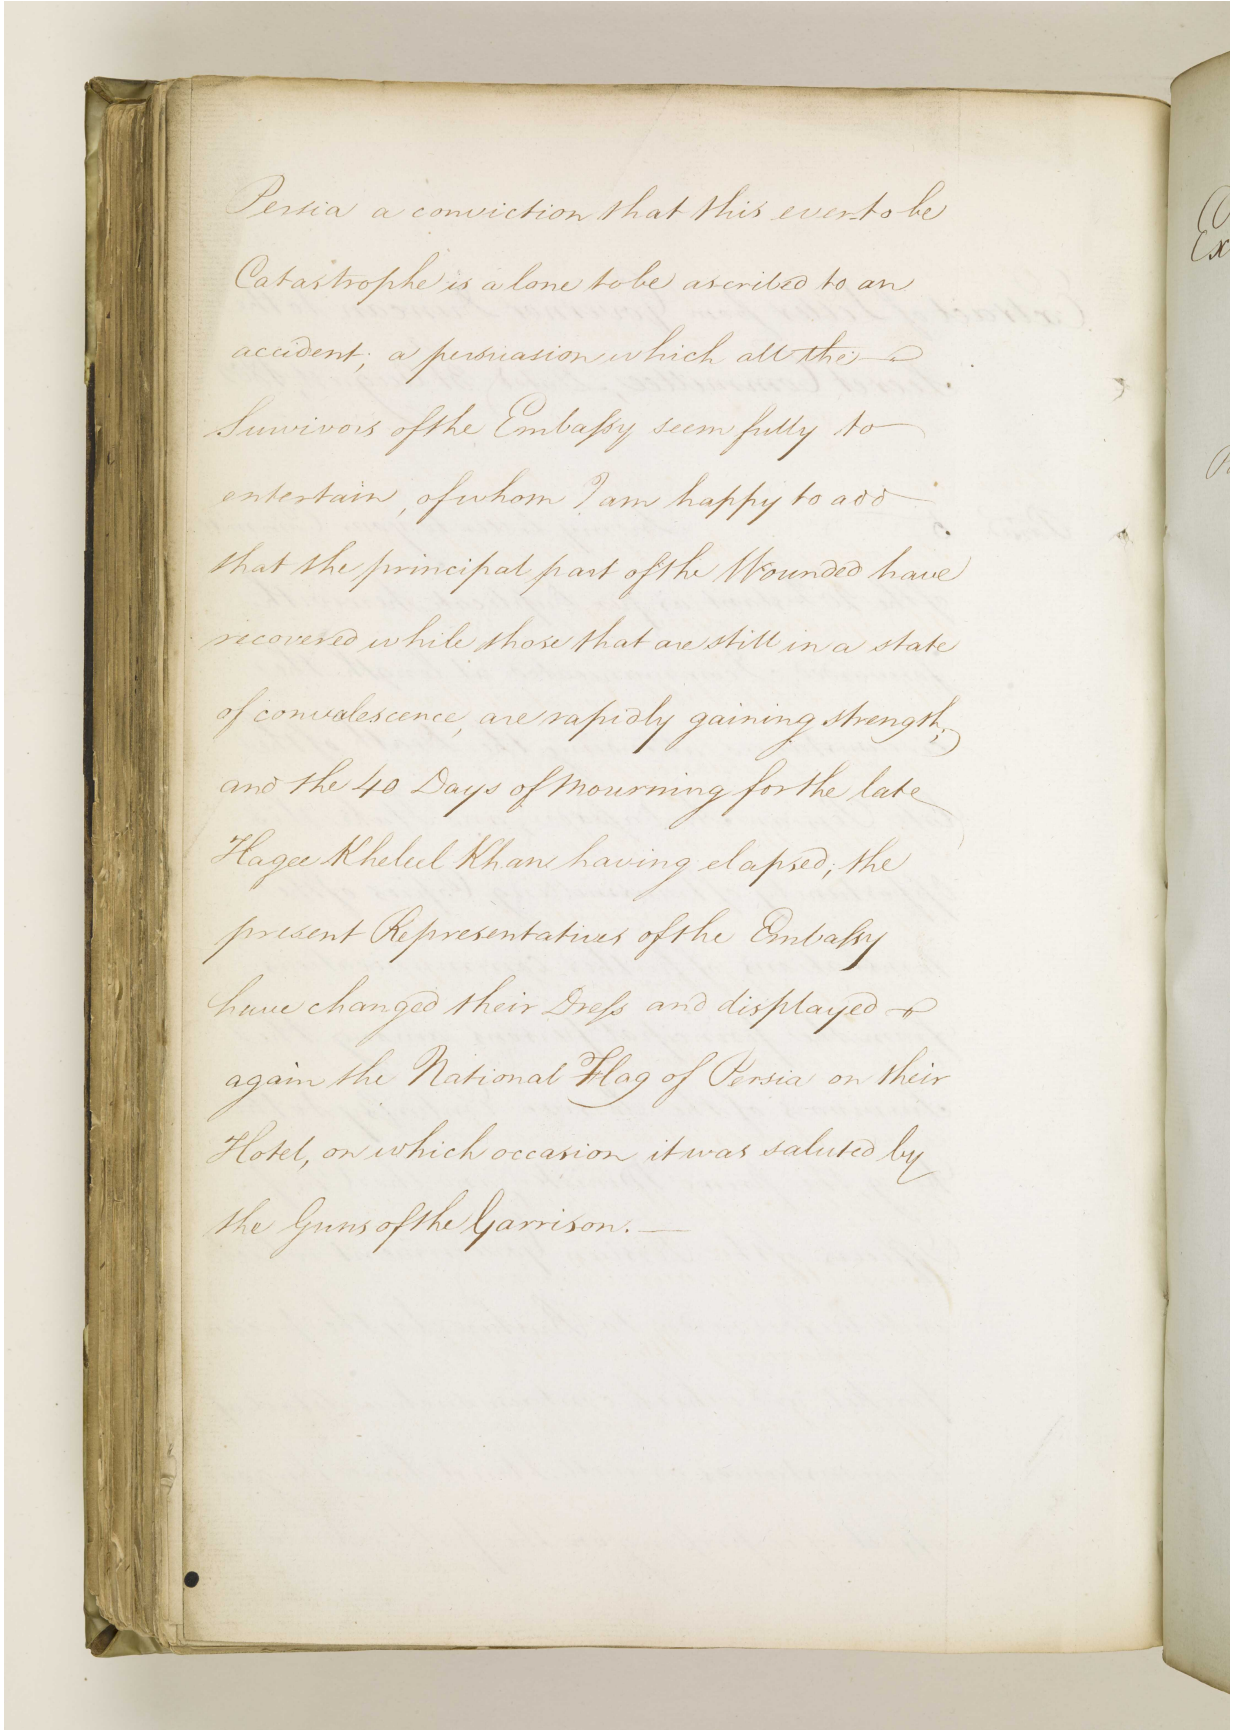 Persia a conviction that this ever to be
Catastrophe is alone to be ascribed to an
accident; a persuasion which all the
Survivors of the Embassy seem fully to
entertain, of whom I am happy to add
that the principal part of the Wounded have
recovered while those that are still in a state
of convalescence, are rapidly gaining strength;
and the 40 Days of Mourning for the late
Hagee Kheleel Khan having elapsed; the
present Representatives of the Embassy
have changed their Dress and displayed
again the National Flag of Persia on their
Hotel, on which occasion it was saluted by
the Guns of the Garrison. —